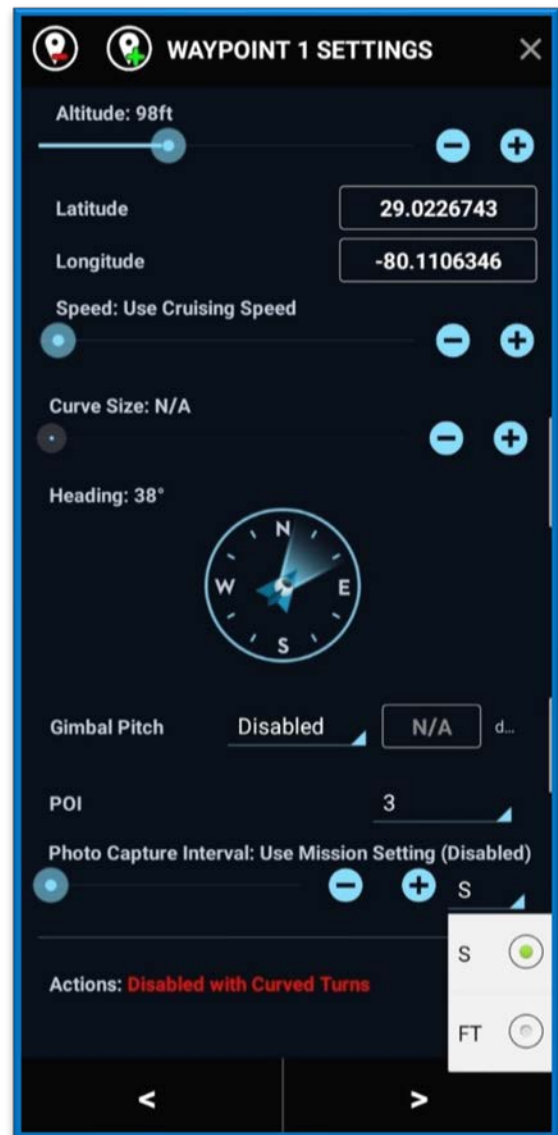 WAYPOINT 1 SETTINGS
Altitude: 98ft
Latitude 29.0226743
Longitude -80.1106346
Speed: Use Cruising Speed
Curve Size: N/A
Heading: 38°
N
W E
S
Gimbal Pitch Disabled N/A d...
POI 3
Photo Capture Interval: Use Mission Setting (Disabled)
S
S
Actions: Disabled with Curved Turns
FT
< >